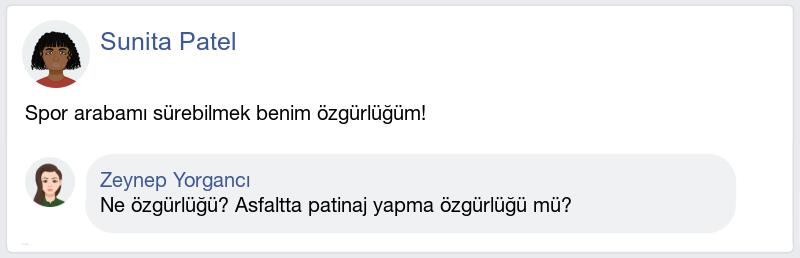 Sunita Patel
Spor arabamı sürebilmek benim özgürlüğüm!
Zeynep Yorgancı
Ne özgürlüğü? Asfaltta patinaj yapma özgürlüğü mü?